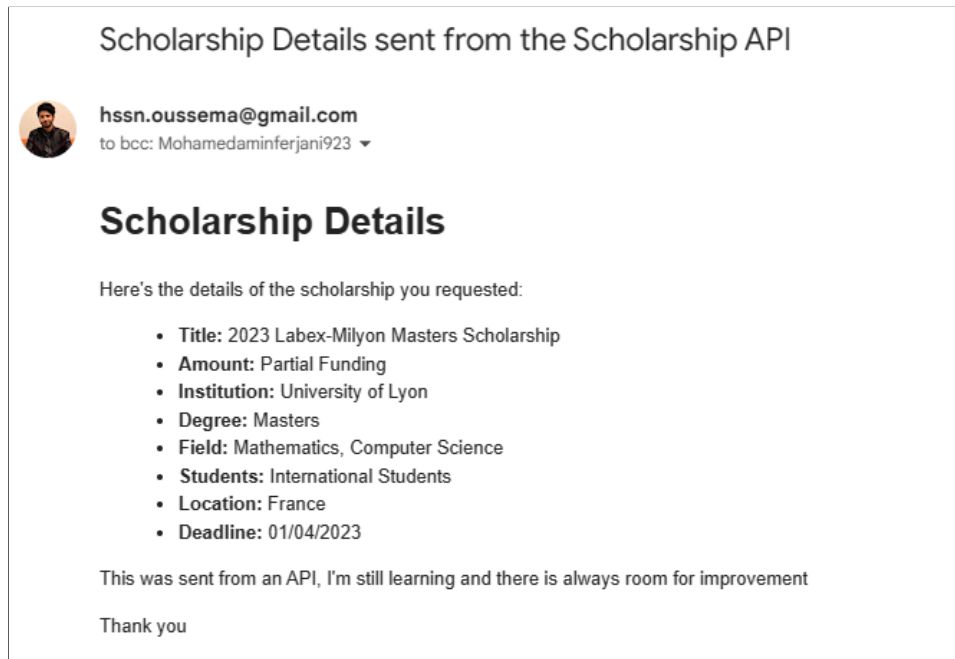 Scholarship Details sent from the Scholarship API
hssn.oussema@gmail.com
to bcc: Mohamedaminferjani923
Scholarship Details
Here's the details of the scholarship you requested:
• Title: 2023 Labex-Milyon Masters Scholarship
• Amount: Partial Funding
• Institution: University of Lyon
• Degree: Masters
• Field: Mathematics, Computer Science
• Students: International Students
• Location: France
• Deadline: 01/04/2023
This was sent from an API, I'm still learning and there is always room for improvement
Thank you